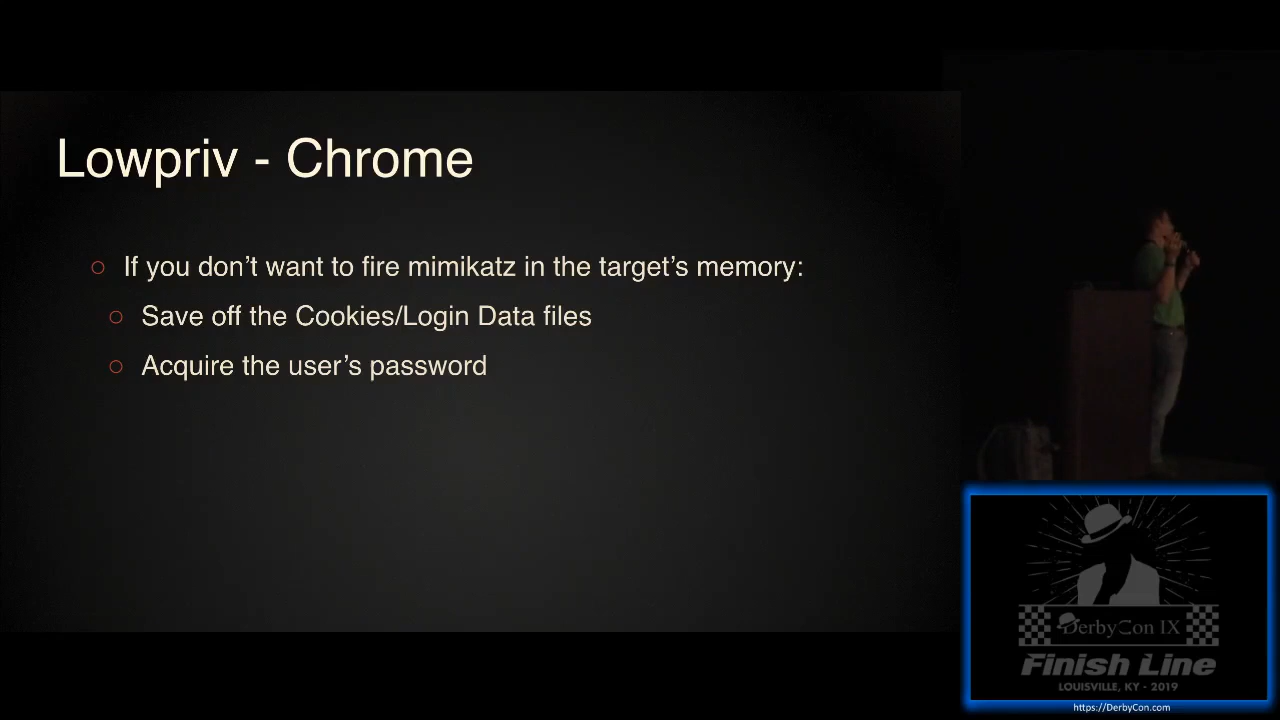 Lowpriv - Chrome
○ If you don’t want to fire mimikatz in the target’s memory:
○ Save off the Cookies/Login Data files
○ Acquire the user’s password
DerbyCon IX
Finish Line
LOUISVILLE, KY - 2019
https://DerbyCon.com